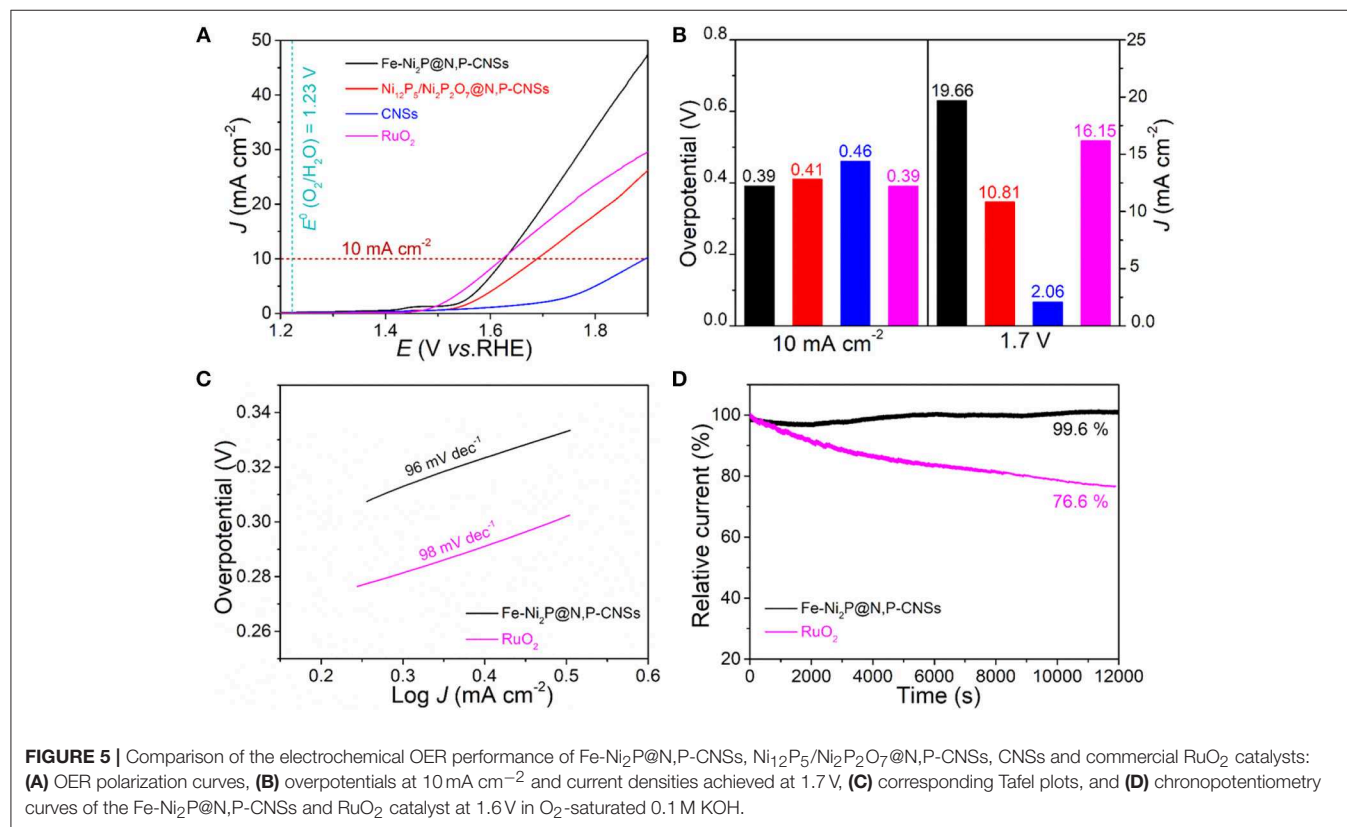 A
50
40
30
20
10
0
J (mA cm⁻²)
E⁰ (O₂/H₂O) = 1.23 V
Fe-Ni₂P@N,P-CNSs
Ni₁₂P₅/Ni₂P₂O₇@N,P-CNSs
CNSs
RuO₂
10 mA cm⁻²
1.2 1.4 1.6 1.8
E (V vs.RHE)
B
0.8
0.6
0.4
0.2
0.0
Overpotential (V)
0.39 0.41 0.46 0.39
19.66 10.81 2.06 16.15
25
20
15
10
5
0.0
J (mA cm⁻²)
10 mA cm⁻² 1.7 V
C
0.34
0.32
0.30
0.28
0.26
Overpotential (V)
96 mV dec⁻¹
98 mV dec⁻¹
Fe-Ni₂P@N,P-CNSs
RuO₂
0.2 0.3 0.4 0.5 0.6
Log J (mA cm⁻²)
D
120
100
80
60
40
20
Relative current (%)
99.6 %
76.6 %
Fe-Ni₂P@N,P-CNSs
RuO₂
0 2000 4000 6000 8000 10000 12000
Time (s)
FIGURE 5 | Comparison of the electrochemical OER performance of Fe-Ni₂P@N,P-CNSs, Ni₁₂P₅/Ni₂P₂O₇@N,P-CNSs, CNSs and commercial RuO₂ catalysts:
(A) OER polarization curves, (B) overpotentials at 10 mA cm−² and current densities achieved at 1.7 V, (C) corresponding Tafel plots, and (D) chronopotentiometry
curves of the Fe-Ni₂P@N,P-CNSs and RuO₂ catalyst at 1.6 V in O₂-saturated 0.1 M KOH.